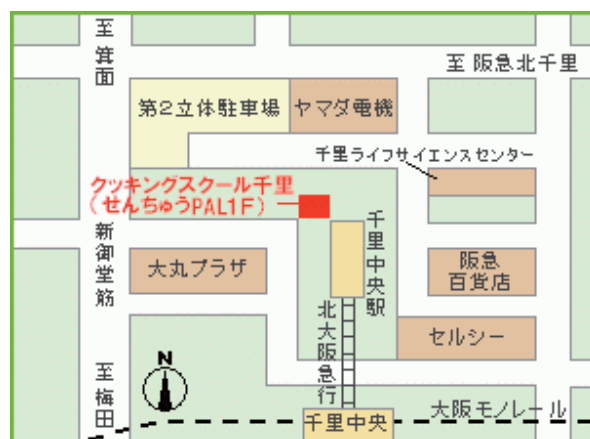 至箕面
至 阪急北千里
第2立体駐車場
ヤマダ電機
千里ライフサイエンスセンター
クッキングスクール千里
(せんちゅうPAL1F)
新御堂筋
千里中央駅
大丸プラザ
阪急
百貨店
北大阪急行
セルシー
至梅田
N
大阪モノレール
千里中央